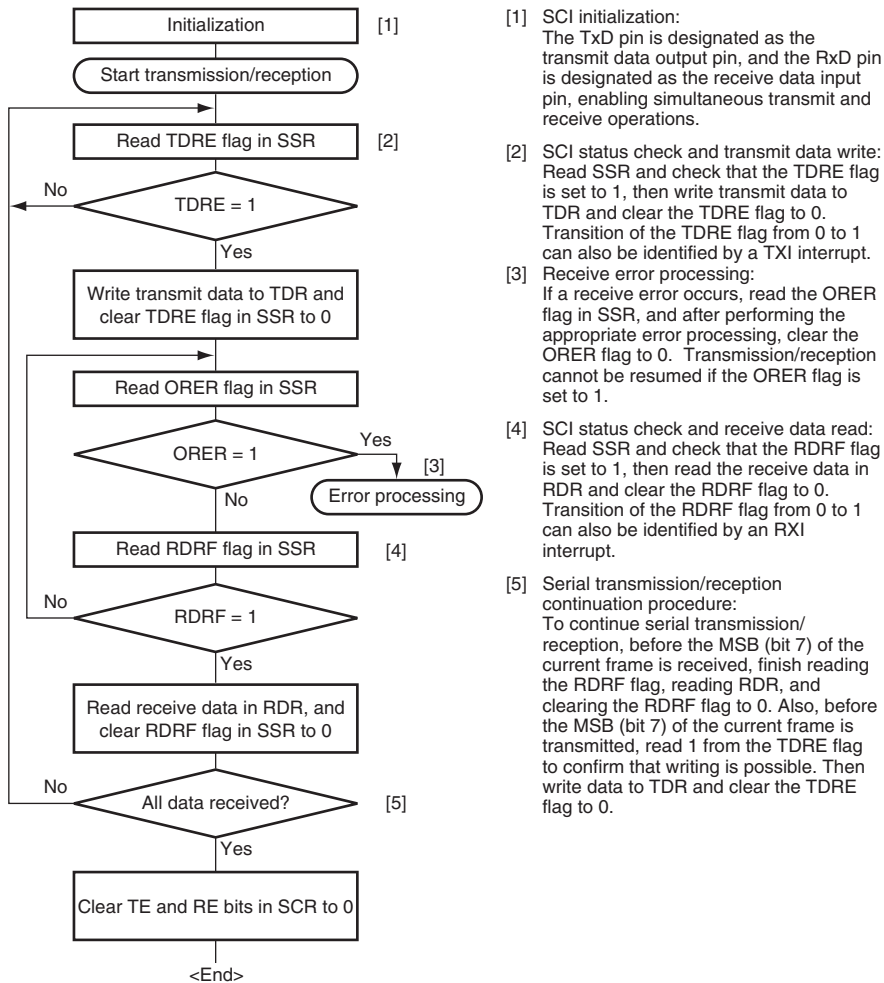 Initialization
[1]
Start transmission/reception
Read TDRE flag in SSR
[2]
No
TDRE = 1
Yes
Write transmit data to TDR and
clear TDRE flag in SSR to 0
Read ORER flag in SSR
ORER = 1
Yes
[3]
Error processing
No
Read RDRF flag in SSR
[4]
No
RDRF = 1
Yes
Read receive data in RDR, and
clear RDRF flag in SSR to 0
No
All data received?
[5]
Yes
Clear TE and RE bits in SCR to 0
<End>
[1] SCI initialization:
The TxD pin is designated as the
transmit data output pin, and the RxD pin
is designated as the receive data input
pin, enabling simultaneous transmit and
receive operations.
[2] SCI status check and transmit data write:
Read SSR and check that the TDRE flag
is set to 1, then write transmit data to
TDR and clear the TDRE flag to 0.
Transition of the TDRE flag from 0 to 1
can also be identified by a TXI interrupt.
[3] Receive error processing:
If a receive error occurs, read the ORER
flag in SSR, and after performing the
appropriate error processing, clear the
ORER flag to 0. Transmission/reception
cannot be resumed if the ORER flag is
set to 1.
[4] SCI status check and receive data read:
Read SSR and check that the RDRF flag
is set to 1, then read the receive data in
RDR and clear the RDRF flag to 0.
Transition of the RDRF flag from 0 to 1
can also be identified by an RXI
interrupt.
[5] Serial transmission/reception
continuation procedure:
To continue serial transmission/
reception, before the MSB (bit 7) of the
current frame is received, finish reading
the RDRF flag, reading RDR, and
clearing the RDRF flag to 0. Also, before
the MSB (bit 7) of the current frame is
transmitted, read 1 from the TDRE flag
to confirm that writing is possible. Then
write data to TDR and clear the TDRE
flag to 0.